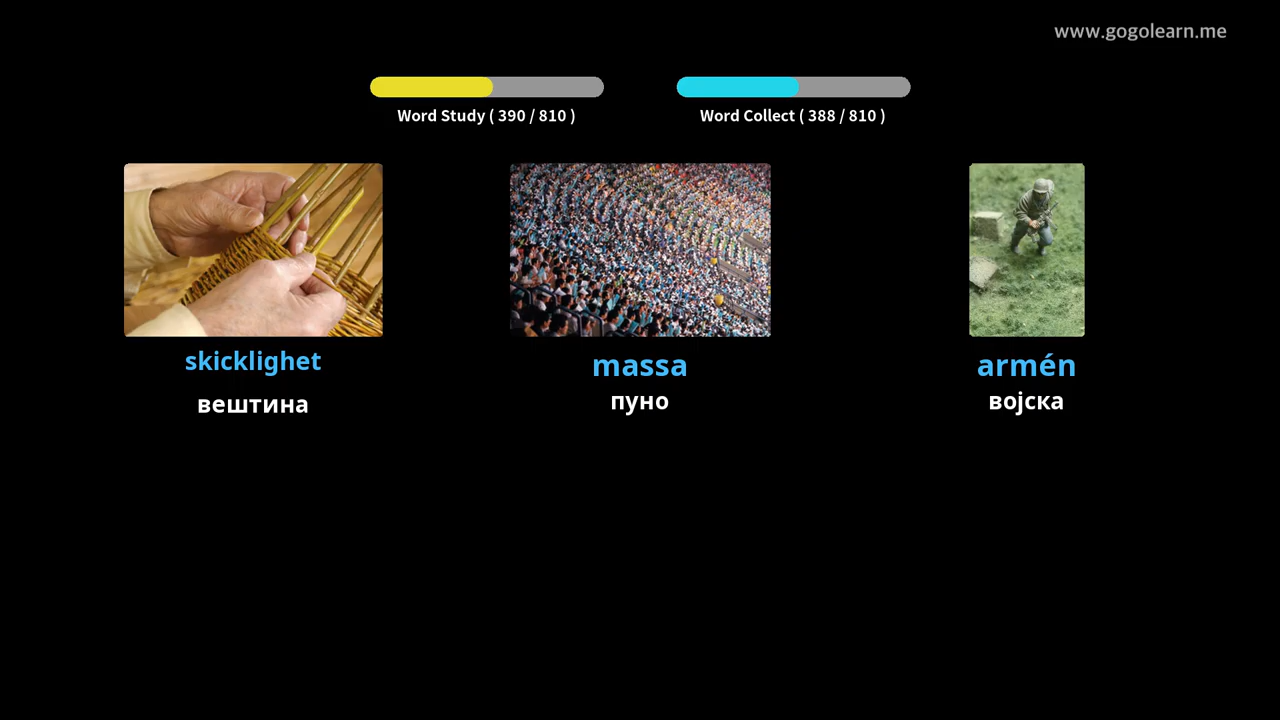 www.gogolearn.me
Word Study ( 390 / 810 )
Word Collect ( 388 / 810 )
skicklighet
massa
armén
вештина
пуно
војска